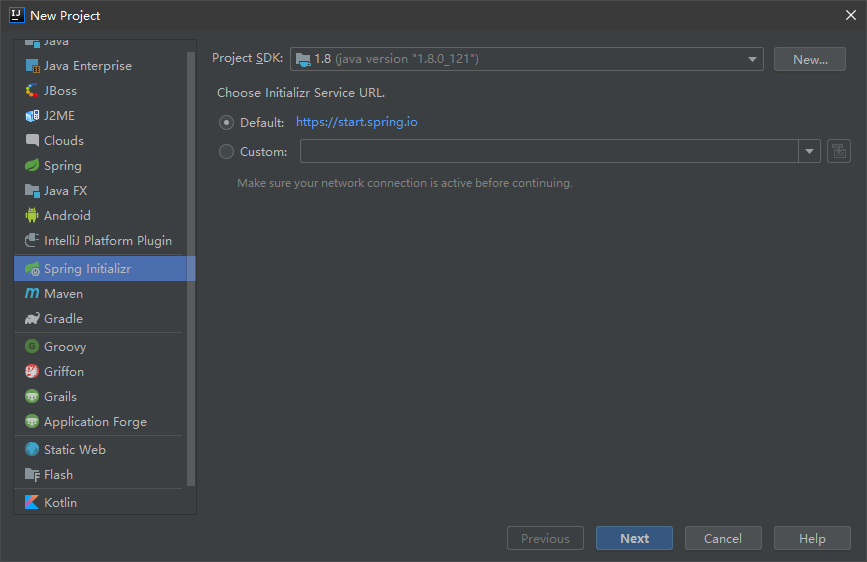 New Project
Java
Java Enterprise
JBoss
J2ME
Clouds
Spring
Java FX
Android
IntelliJ Platform Plugin
Spring Initializr
Maven
Gradle
Groovy
Griffon
Grails
Application Forge
Static Web
Flash
Kotlin
Project SDK: 1.8 (java version "1.8.0_121") New...
Choose Initializr Service URL.
Default: https://start.spring.io
Custom:
Make sure your network connection is active before continuing.
Previous Next Cancel Help